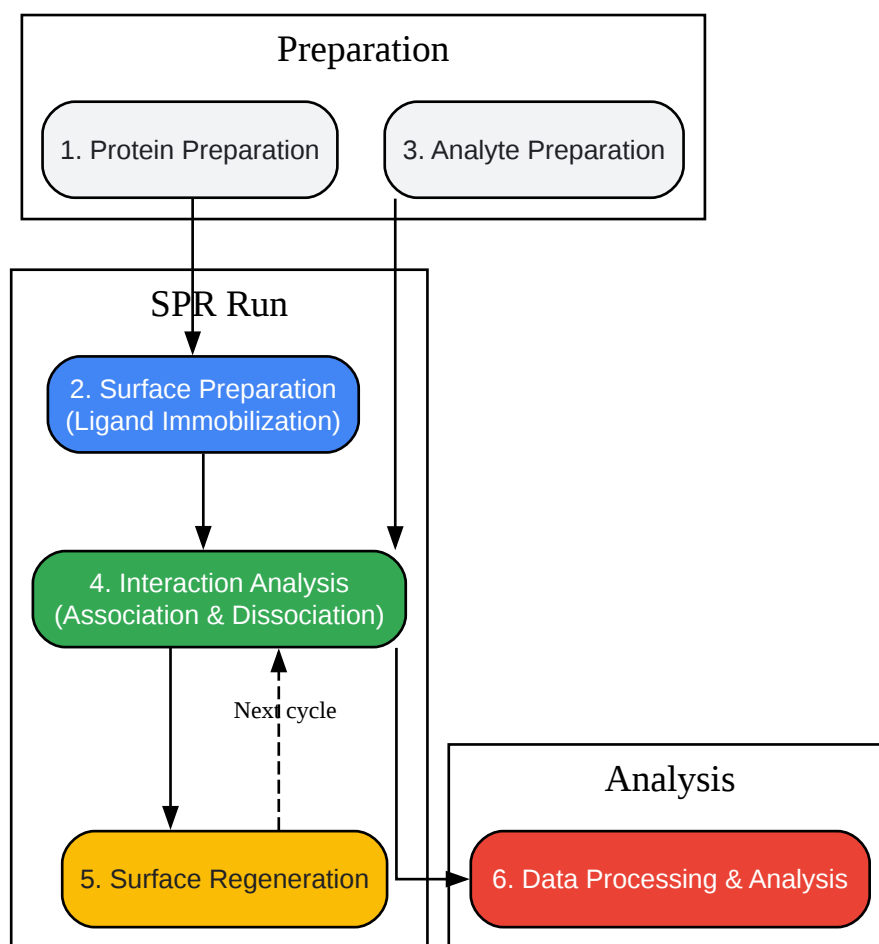 Preparation
1. Protein Preparation
3. Analyte Preparation
SPR Run
2. Surface Preparation
(Ligand Immobilization)
4. Interaction Analysis
(Association & Dissociation)
Next cycle
Analysis
5. Surface Regeneration
6. Data Processing & Analysis